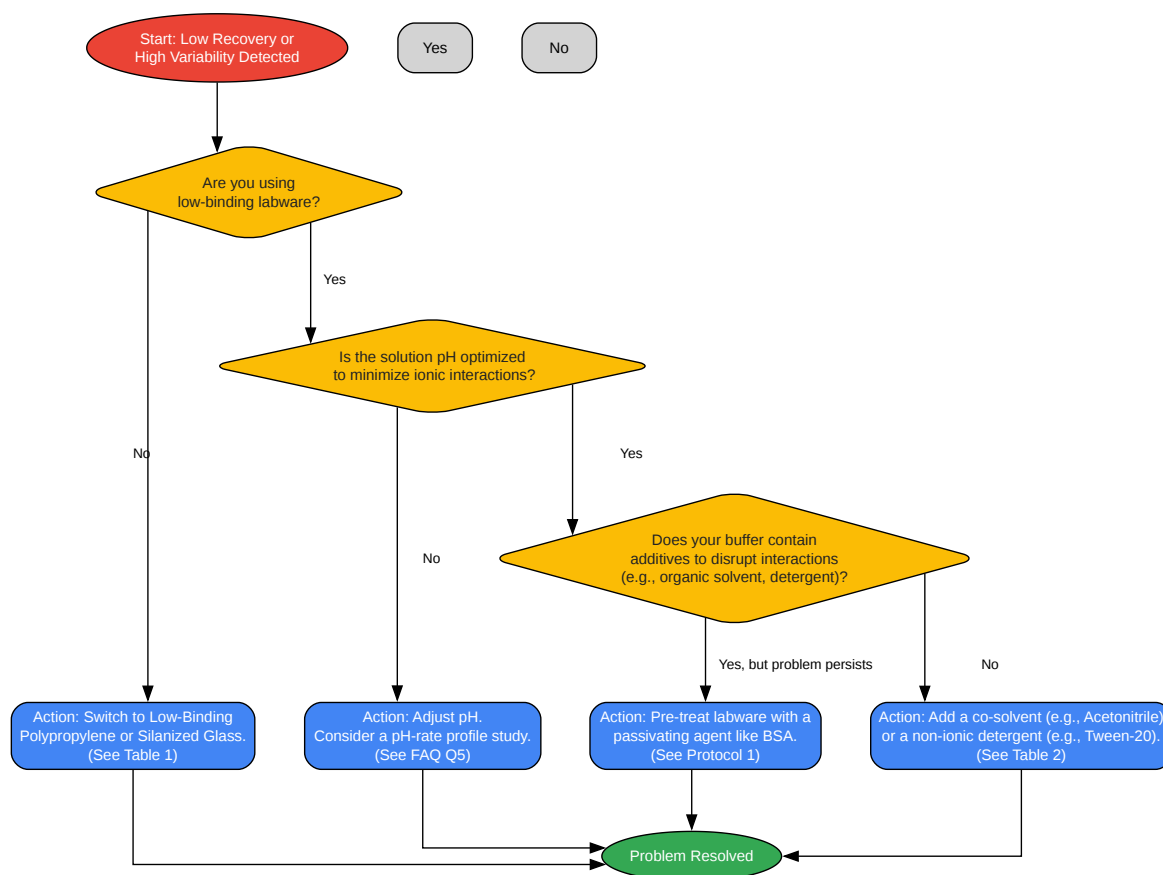 Start: Low Recovery or
High Variability Detected
Yes
No
Are you using
low-binding labware?
Yes
Is the solution pH optimized
to minimize ionic interactions?
No
Yes
Does your buffer contain
additives to disrupt interactions
(e.g., organic solvent, detergent)?
No
Yes, but problem persists
No
Action: Switch to Low-Binding
Polypropylene or Silanized Glass.
(See Table 1)
Action: Adjust pH.
Consider a pH-rate profile study.
(See FAQ Q5)
Action: Pre-treat labware with a
passivating agent like BSA.
(See Protocol 1)
Action: Add a co-solvent (e.g., Acetonitrile)
or a non-ionic detergent (e.g., Tween-20).
(See Table 2)
Problem Resolved